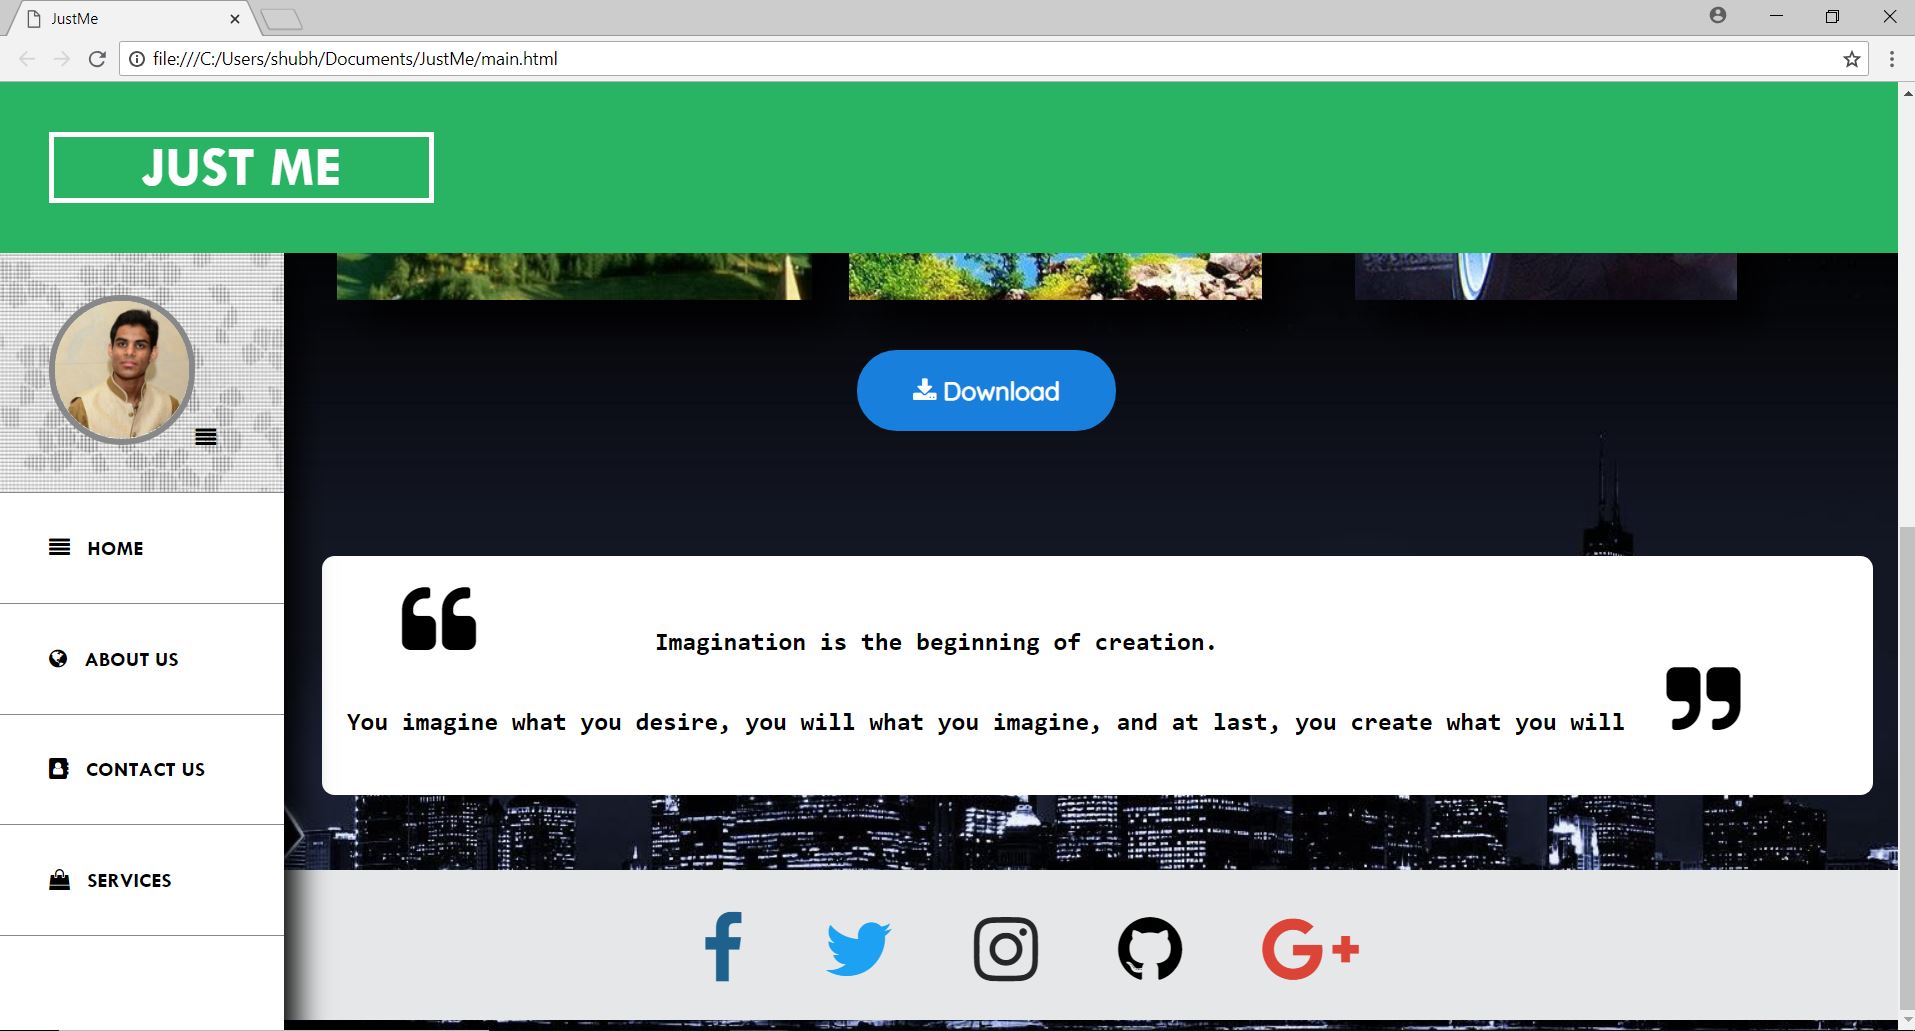 JustMe
file:///C:/Users/shubh/Documents/JustMe/main.html
JUST ME
Download
HOME
ABOUT US
CONTACT US
SERVICES
“
Imagination is the beginning of creation.
You imagine what you desire, you will what you imagine, and at last, you create what you will ”
G+